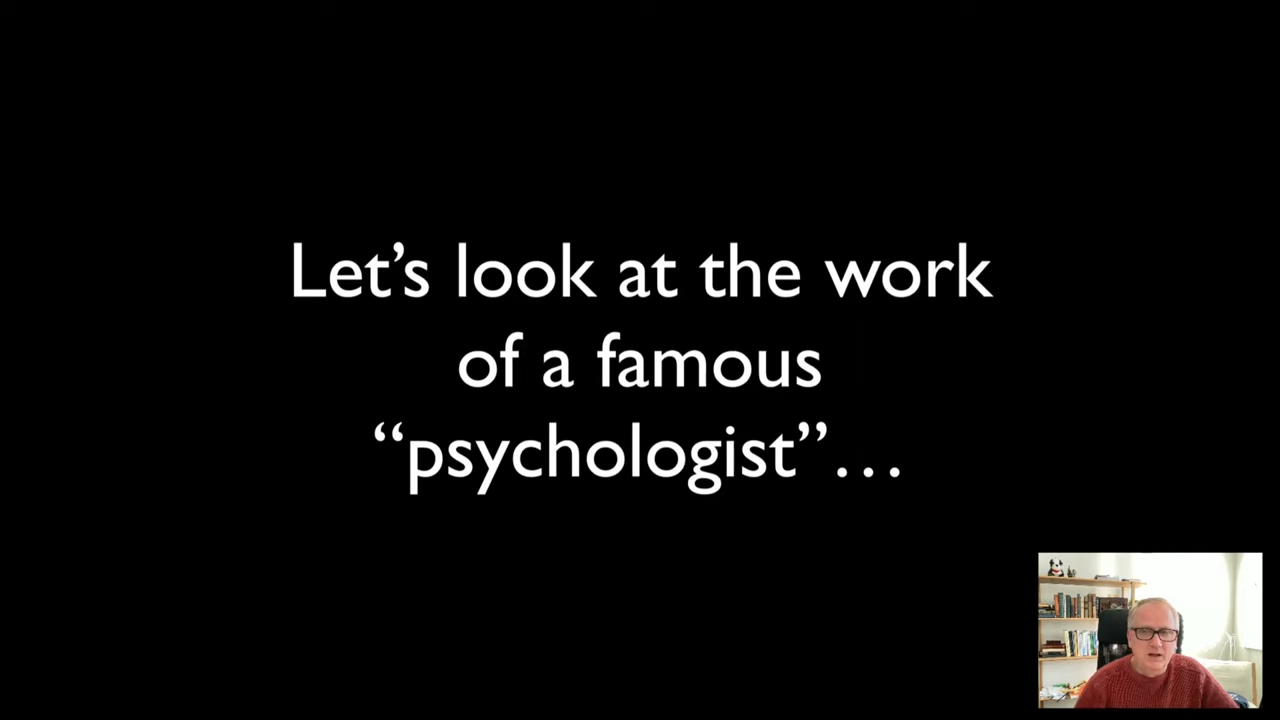 Let’s look at the work
of a famous
“psychologist”…